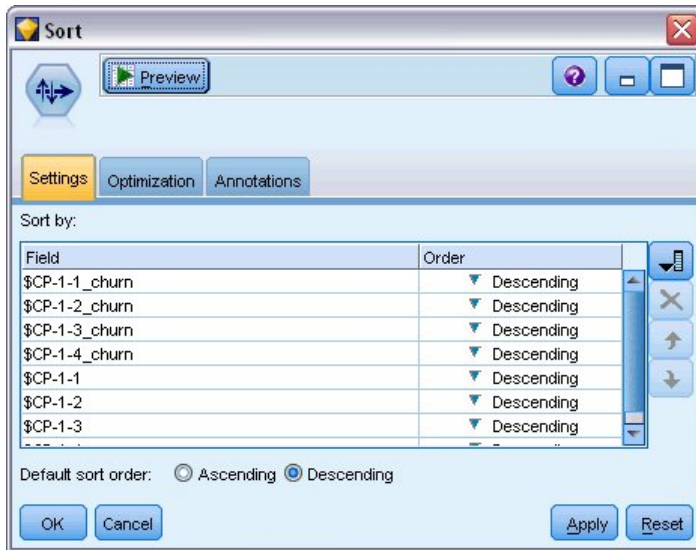 Sort
Preview
Settings Optimization Annotations
Sort by:
Field Order
$CP-1-1_churn Descending
$CP-1-2_churn Descending
$CP-1-3_churn Descending
$CP-1-4_churn Descending
$CP-1-1 Descending
$CP-1-2 Descending
$CP-1-3 Descending
Default sort order: Ascending Descending
OK Cancel Apply Reset